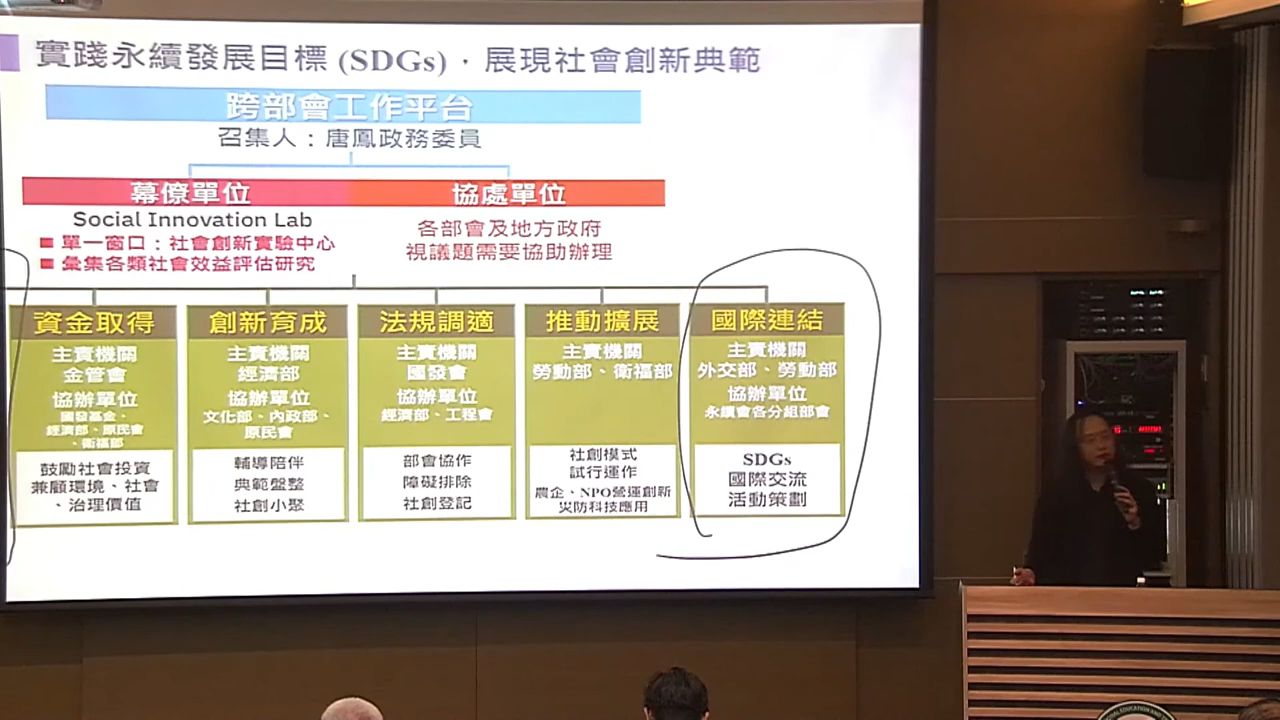 實踐永續發展目標 (SDGs)．展現社會創新典範
跨部會工作平台
召集人：唐鳳政務委員
幕僚單位
Social Innovation Lab
單一窗口：社會創新實驗中心
彙集各類社會效益評估研究
協處單位
各部會及地方政府
視議題需要協助辦理
資金取得
主責機關
金管會
協辦單位
國發基金、
經濟部、原民會
、衛福部
鼓勵社會投資
兼顧環境、社會
、治理價值
創新育成
主責機關
經濟部
協辦單位
文化部、內政部、
原民會
輔導陪伴
典範盤整
社創小聚
法規調適
主責機關
國發會
協辦單位
經濟部、工程會
部會協作
障礙排除
社創登記
推動擴展
主責機關
勞動部、衛福部
社創模式
試行運作
農企、NPO營運創新
災防科技應用
國際連結
主責機關
外交部、勞動部
協辦單位
永續會各分組部會
SDGs
國際交流
活動策劃